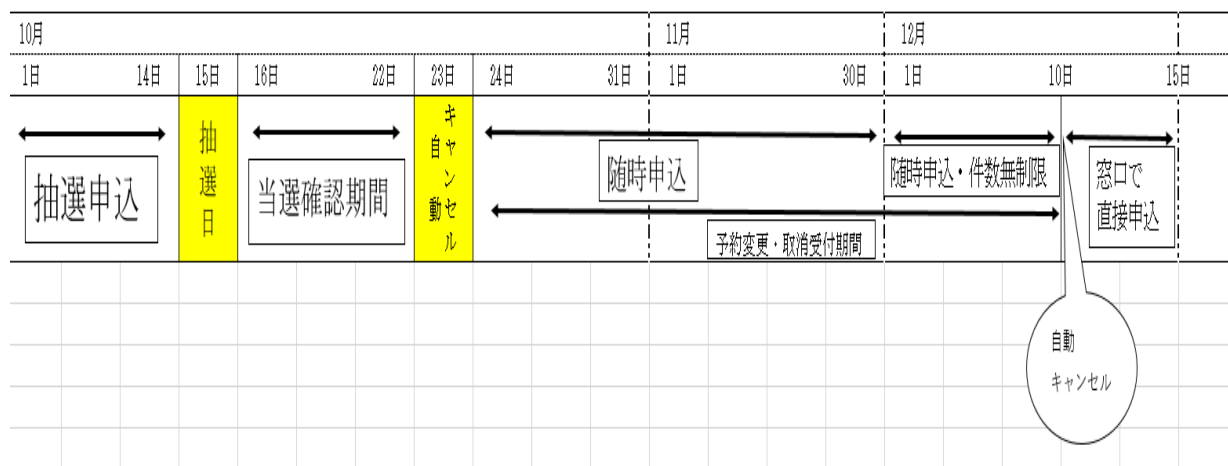 10月 11月 12月
1日 14日 15日 16日 22日 23日 24日 31日 1日 30日 1日 10日 15日
抽選申込
抽選日
当選確認期間
自動キャンセル
随時申込
予約変更・取消受付期間
随時申込・件数無制限
窓口で
直接申込
自動
キャンセル